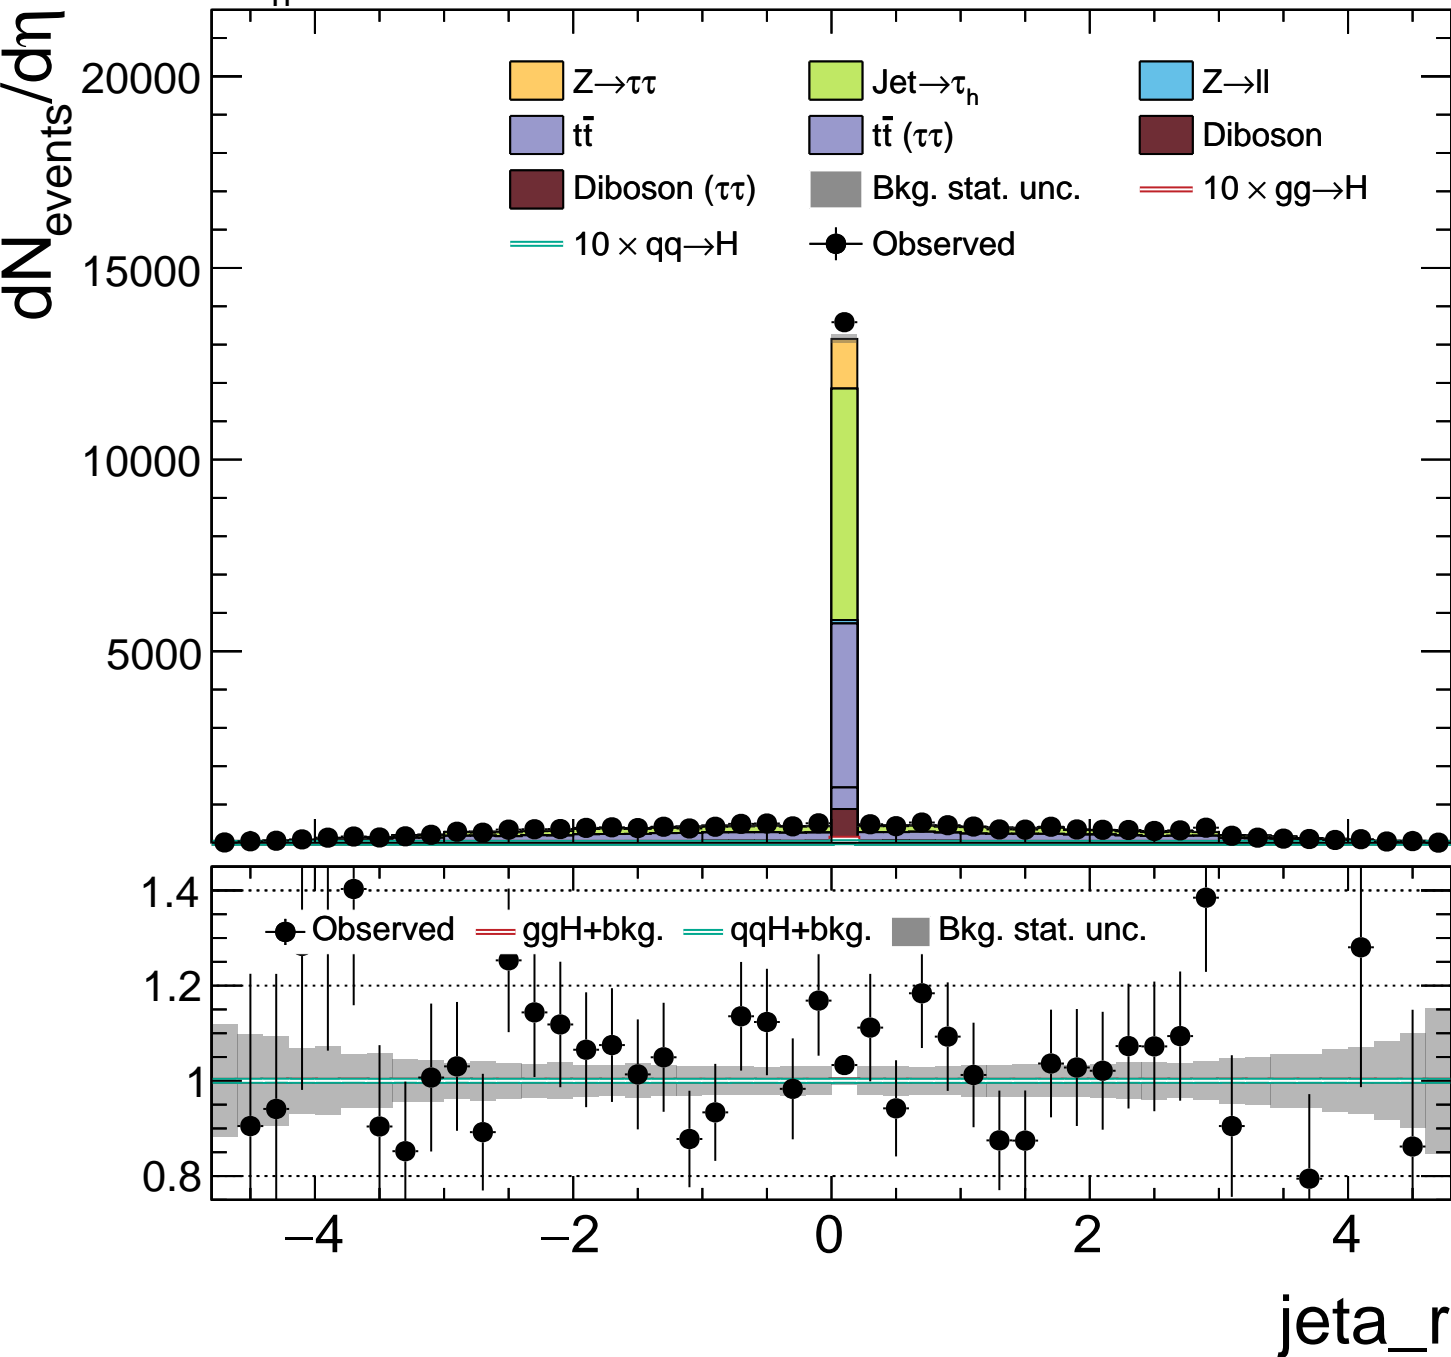 dN_events/dη
20000
15000
10000
5000
Z→ττ
Jet→τ_h
Z→ll
tt̄
tt̄ (ττ)
Diboson
Diboson (ττ)
Bkg. stat. unc.
10 × gg→H
10 × qq→H
Observed
1.4
1.2
1
0.8
Observed
ggH+bkg.
qqH+bkg.
Bkg. stat. unc.
−4
−2
0
2
4
jeta_r